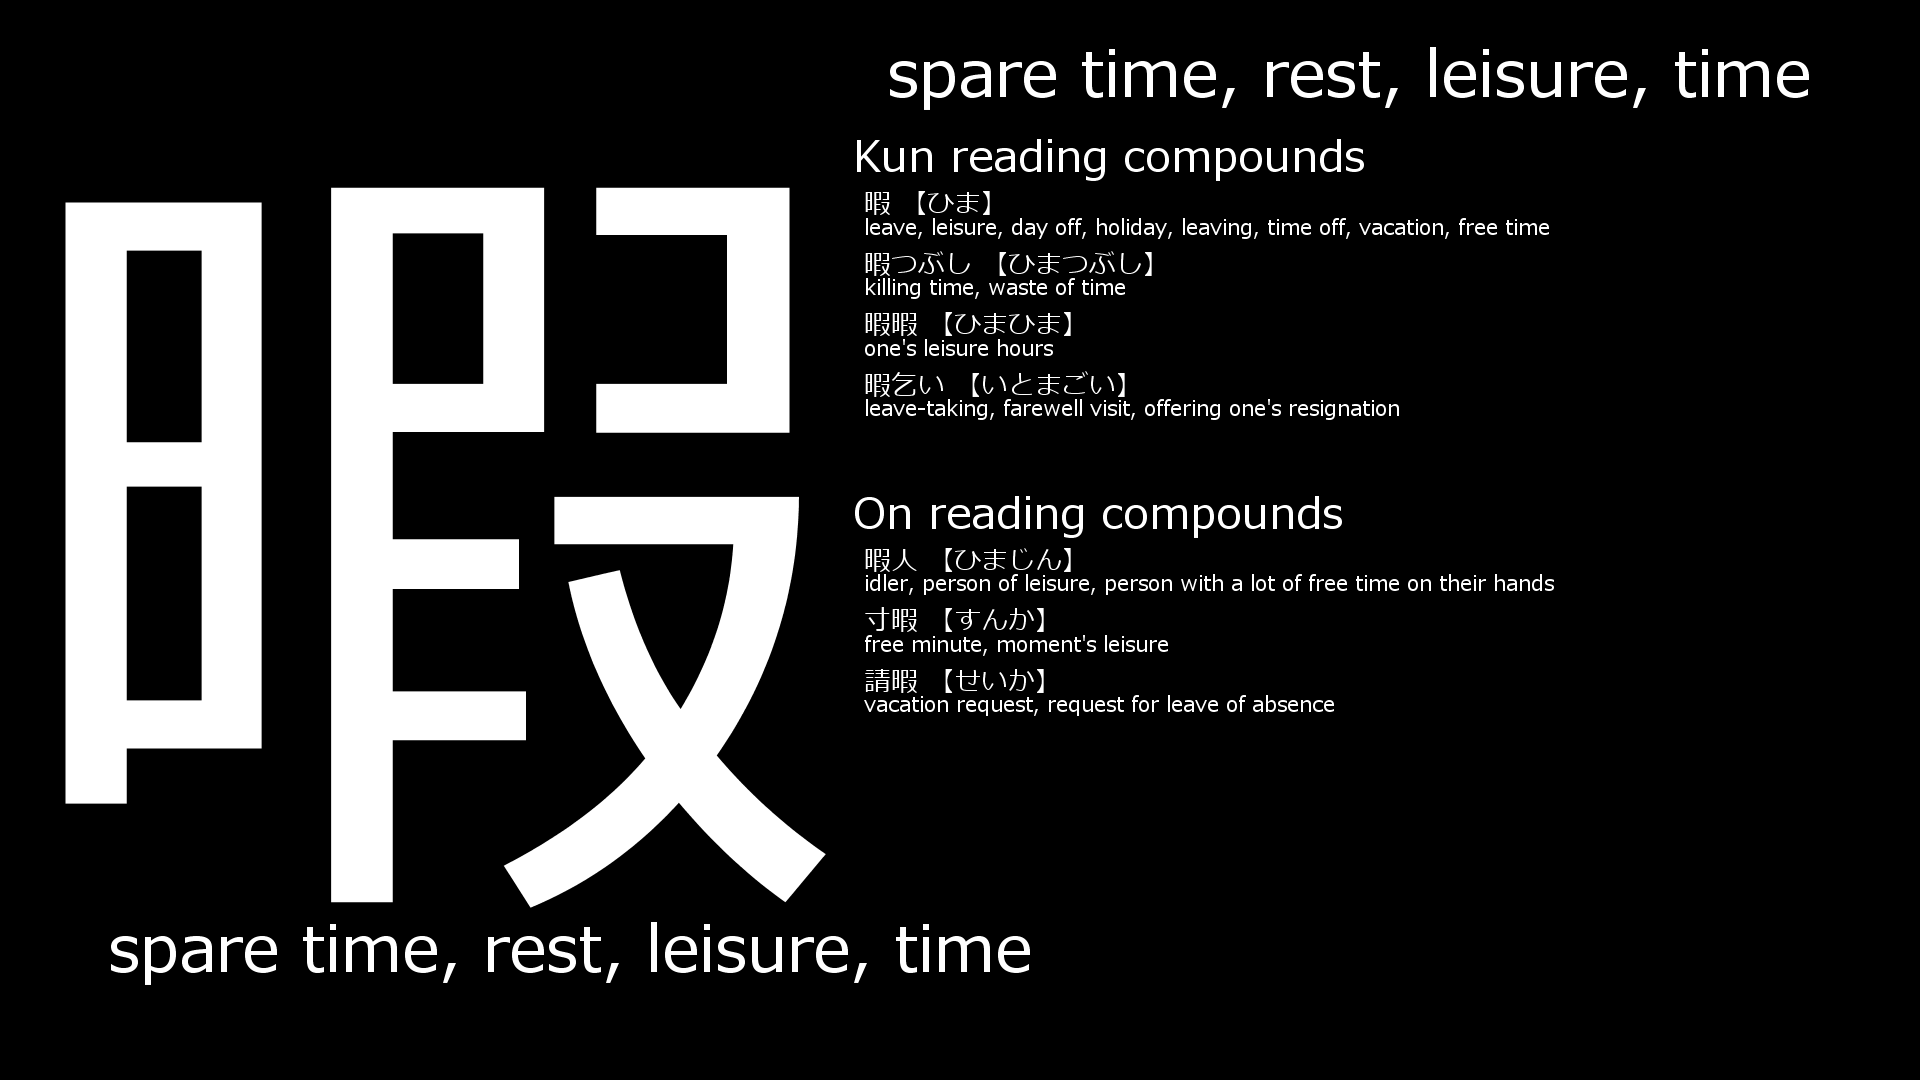 暇
spare time, rest, leisure, time
spare time, rest, leisure, time
Kun reading compounds
暇 【ひま】
leave, leisure, day off, holiday, leaving, time off, vacation, free time
暇つぶし 【ひまつぶし】
killing time, waste of time
暇暇 【ひまひま】
one's leisure hours
暇乞い 【いとまごい】
leave-taking, farewell visit, offering one's resignation
On reading compounds
暇人 【ひまじん】
idler, person of leisure, person with a lot of free time on their hands
寸暇 【すんか】
free minute, moment's leisure
請暇 【せいか】
vacation request, request for leave of absence